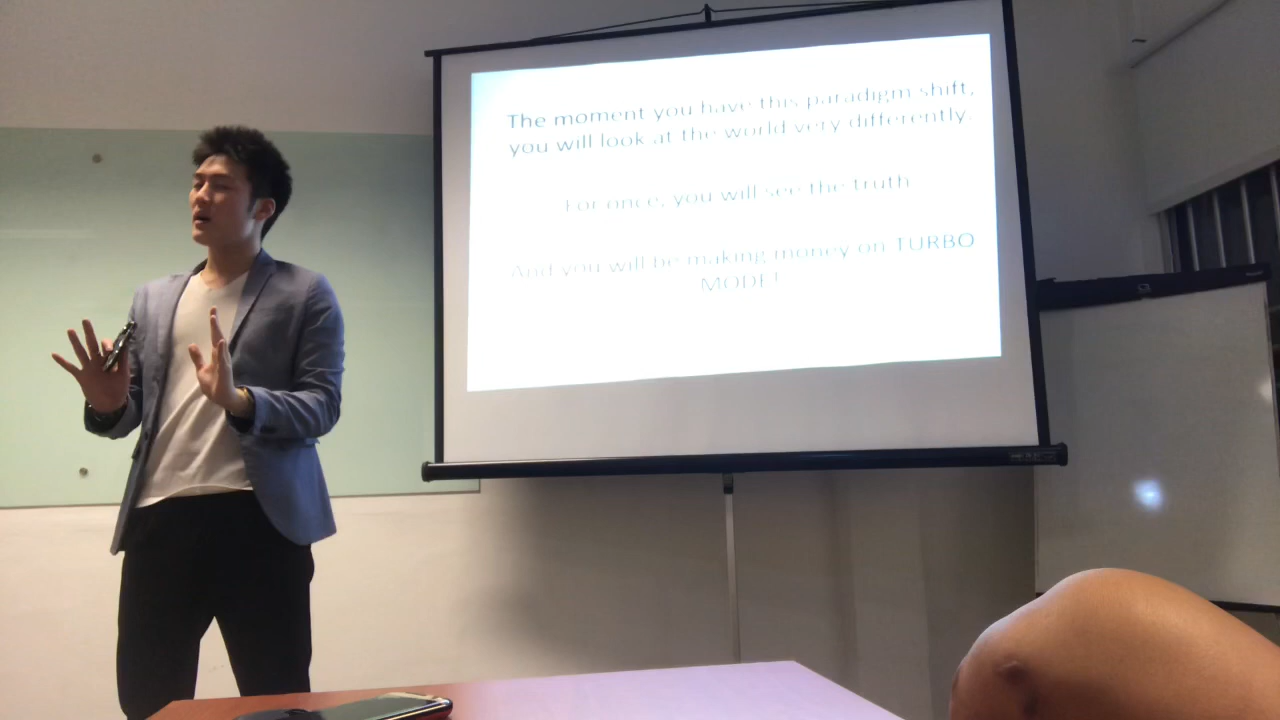 The moment you have this paradigm shift,
you will look at the world very differently.
For once, you will see the truth
And you will be making money on TURBO
MODE!